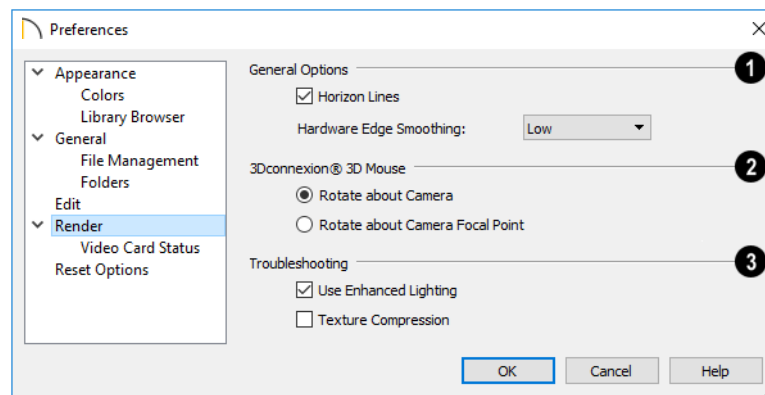 Preferences
Appearance
Colors
Library Browser
General
File Management
Folders
Edit
Render
Video Card Status
Reset Options
General Options 1
Horizon Lines
Hardware Edge Smoothing: Low
3Dconnexion® 3D Mouse 2
Rotate about Camera
Rotate about Camera Focal Point
Troubleshooting 3
Use Enhanced Lighting
Texture Compression
OK Cancel Help